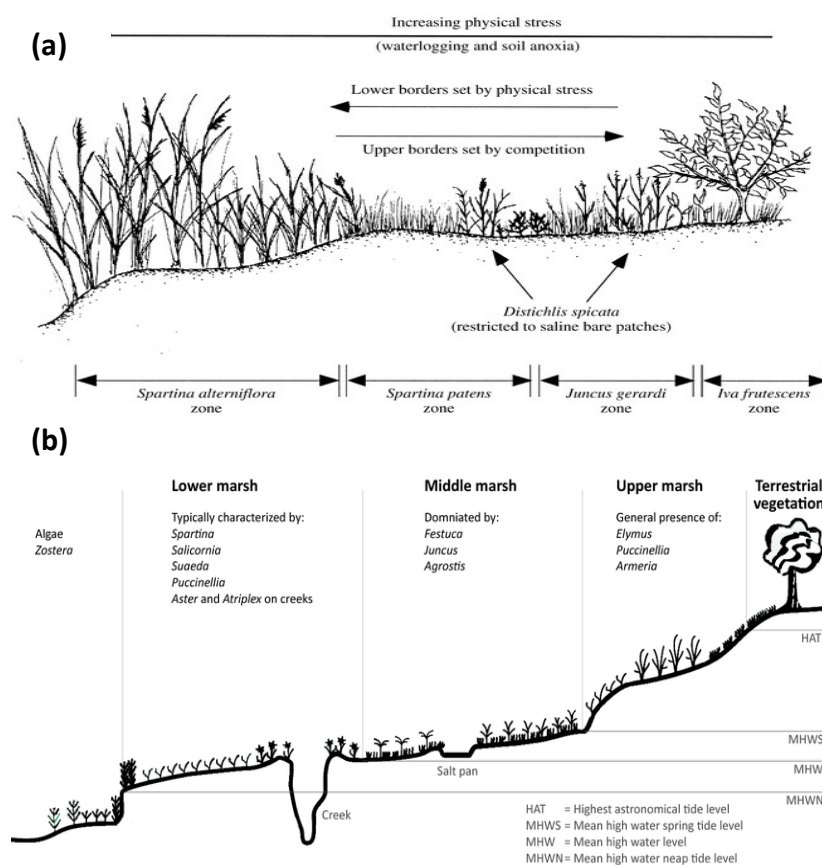 (a)
Increasing physical stress
(waterlogging and soil anoxia)
Lower borders set by physical stress
Upper borders set by competition
Distichlis spicata
(restricted to saline bare patches)
Spartina alterniflora
zone
Spartina patens
zone
Juncus gerardi
zone
Iva frutescens
zone
(b)
Lower marsh
Typically characterized by:
Spartina
Salicornia
Suaeda
Puccinellia
Aster and Atriplex on creeks
Algae
Zostera
Middle marsh
Domniated by:
Festuca
Juncus
Agrostis
Upper marsh
General presence of:
Elymus
Puccinellia
Armeria
Terrestrial
vegetation
HAT
MHWS
MHW
MHWN
Salt pan
Creek
HAT = Highest astronomical tide level
MHWS = Mean high water spring tide level
MHW = Mean high water level
MHWN = Mean high water neap tide level